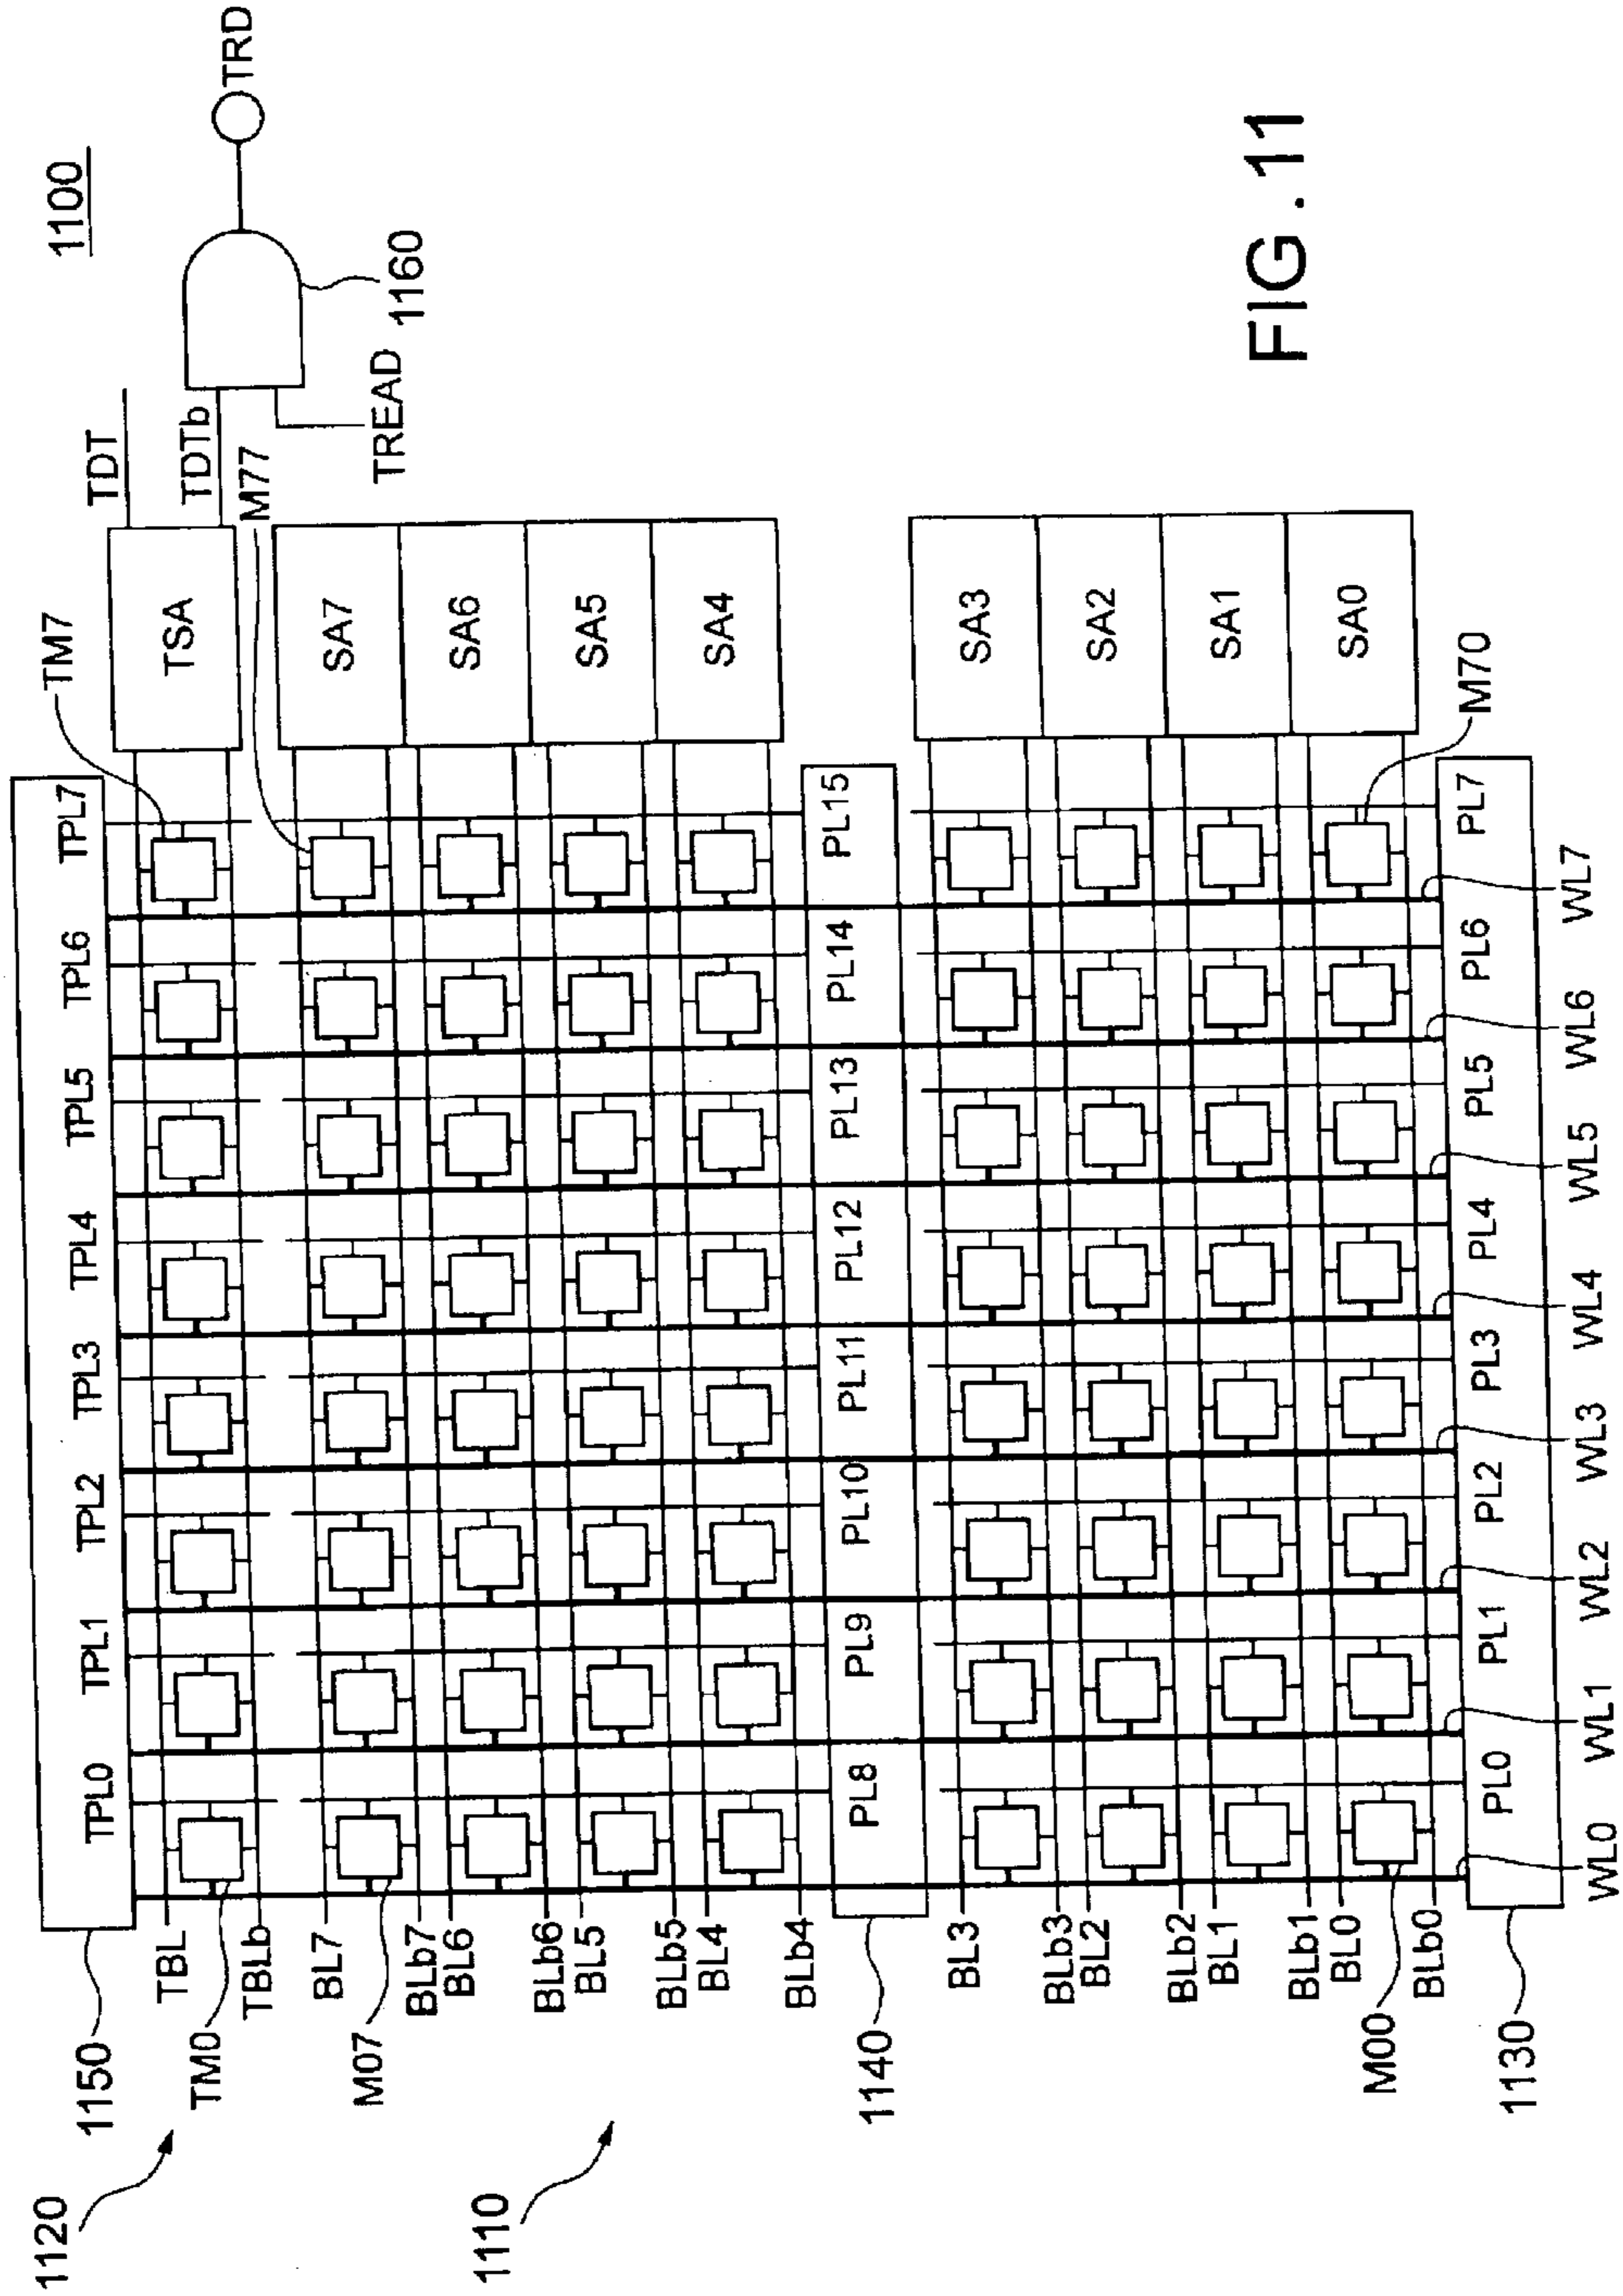 FIG. 11
1100
1120
1110
1150
TPL0
TPL1
TPL2
TPL3
TPL4
TPL5
TPL6
TPL7
TM7
TDT
TDTb
TREAD
1160
TRD
TBL
TM0
TBLb
TSA
BL7
M07
BLb7
BL6
BLb6
BL5
BLb5
BL4
BLb4
M77
SA7
SA6
SA5
SA4
1140
PL8
PL9
PL10
PL11
PL12
PL13
PL14
PL15
BL3
BLb3
BL2
BLb2
BL1
BLb1
BL0
M00
BLb0
SA3
SA2
SA1
SA0
M70
1130
PL0
PL1
PL2
PL3
PL4
PL5
PL6
PL7
WL0
WL1
WL2
WL3
WL4
WL5
WL6
WL7